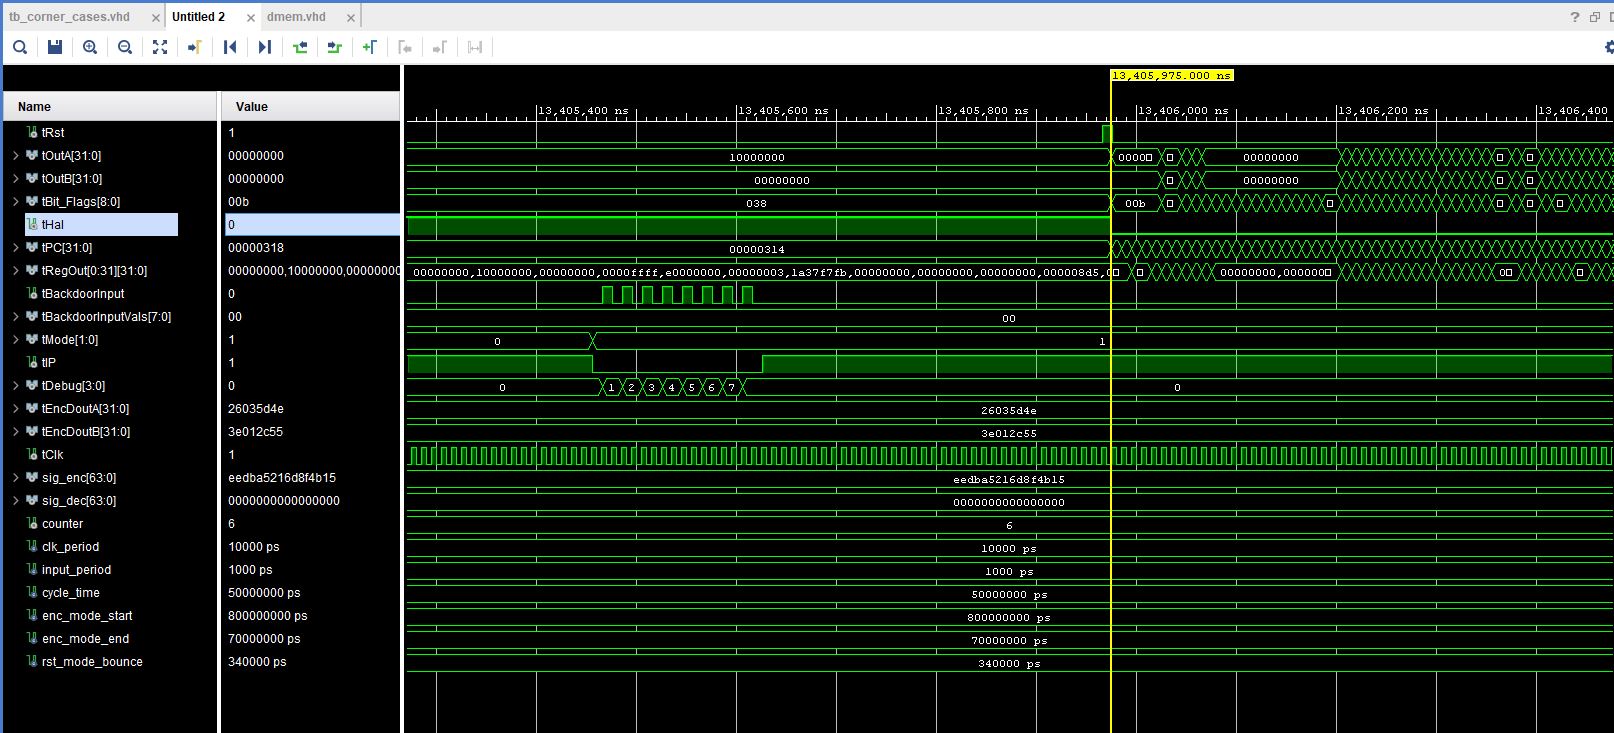 tb_corner_cases.vhd × Untitled 2 × dmem.vhd ×
?
13,405,975.000 ns
Name Value
13,405,400 ns 13,405,600 ns 13,405,800 ns 13,406,000 ns 13,406,200 ns 13,406,400
tRst 1
tOutA[31:0] 00000000 10000000 0000 00000000
tOutB[31:0] 00000000 00000000 00000000
tBit_Flags[8:0] 00b 038 00b
tHal 0
tPC[31:0] 00000318 00000314
tRegOut[0:31][31:0] 00000000,10000000,00000000 00000000,10000000,00000000,0000ffff,e0000000,00000003,1a37f7fb,00000000,00000000,00000000,000008d5,0 00000000,000000 0
tBackdoorInput 0
tBackdoorInputVals[7:0] 00 00
tMode[1:0] 1 0 1
tIP 1
tDebug[3:0] 0 0 1 2 3 4 5 6 7 0
tEncDoutA[31:0] 26035d4e 26035d4e
tEncDoutB[31:0] 3e012c55 3e012c55
tClk 1
sig_enc[63:0] eedba5216d8f4b15 eedba5216d8f4b15
sig_dec[63:0] 0000000000000000 0000000000000000
counter 6 6
clk_period 10000 ps 10000 ps
input_period 1000 ps 1000 ps
cycle_time 50000000 ps 50000000 ps
enc_mode_start 800000000 ps 800000000 ps
enc_mode_end 70000000 ps 70000000 ps
rst_mode_bounce 340000 ps 340000 ps